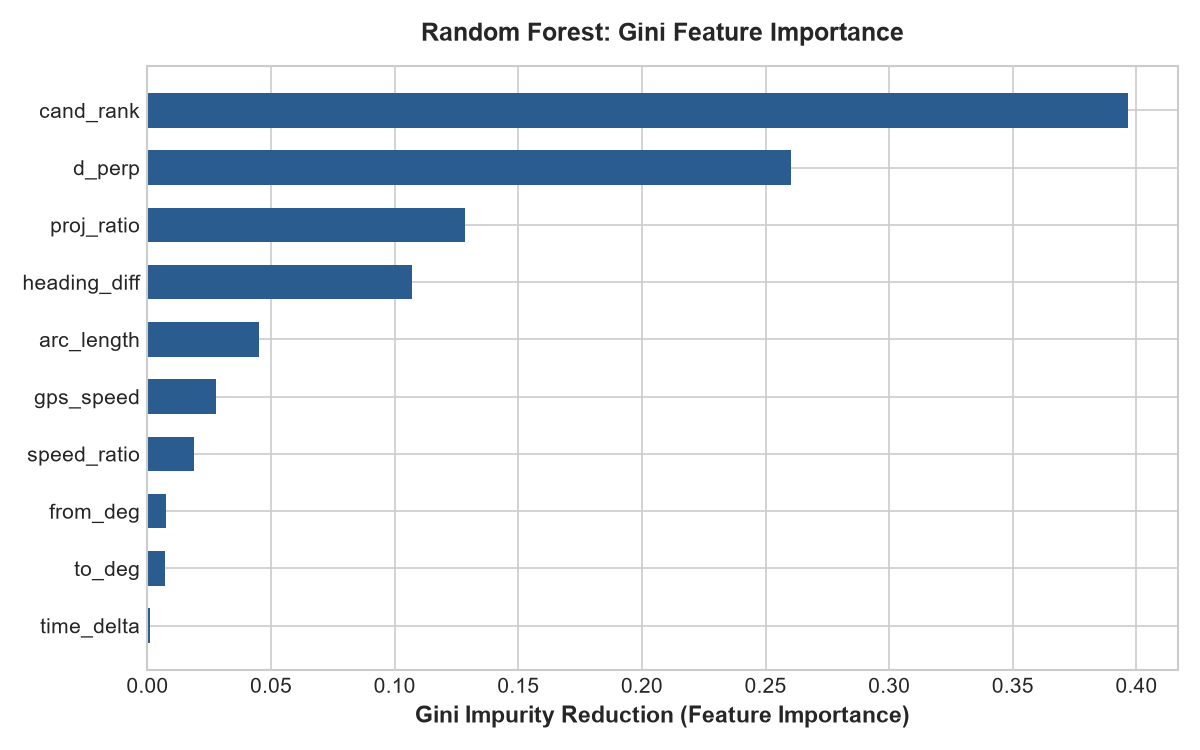 Random Forest: Gini Feature Importance
cand_rank
d_perp
proj_ratio
heading_diff
arc_length
gps_speed
speed_ratio
from_deg
to_deg
time_delta
0.00 0.05 0.10 0.15 0.20 0.25 0.30 0.35 0.40
Gini Impurity Reduction (Feature Importance)